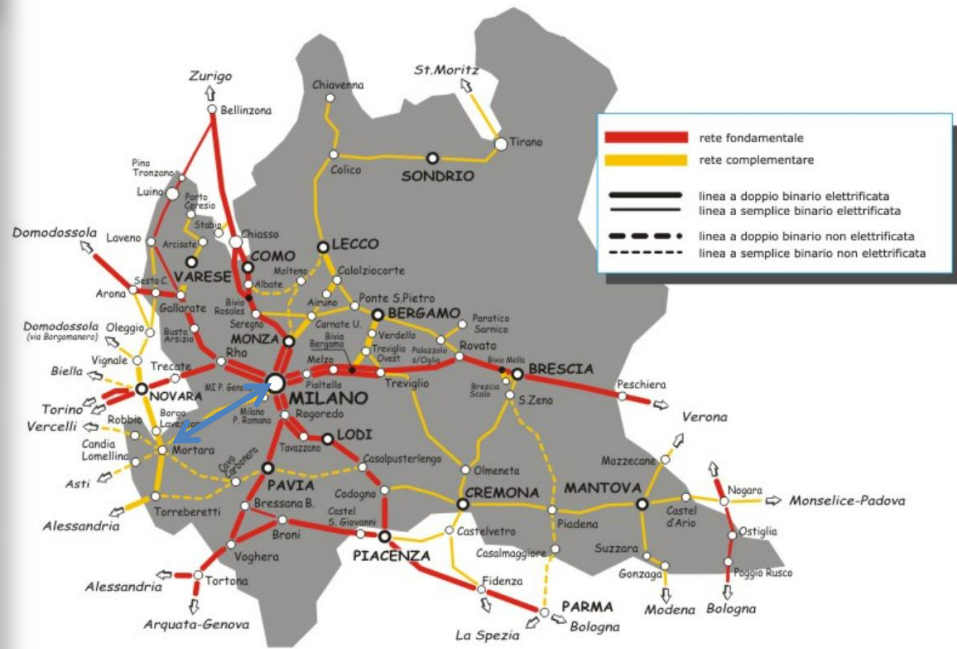 St.Moritz
Zurigo
Chiavenna
Bellinzona
Tirano
rete fondamentale
rete complementare
Pino
Tronzano
Colico
SONDRIO
Luino
Porto
Ceresio
linea a doppio binario elettrificata
linea a semplice binario elettrificata
Stabio
Domodossola
Laveno
Arcisate
Chiasso
LECCO
linea a doppio binario non elettrificata
linea a semplice binario non elettrificata
COMO
VARESE
Molteno
Calolziocorte
Sesto C.
Albate
Arona
Gallarate
Bivio
Rosales
Airuno
Ponte S.Pietro
BERGAMO
Paratico
Sarnico
Domodossola
(via Borgomanero)
Oleggio
Busto
Arsizio
Seregno
Carnate U.
MONZA
Bivio
Bergamo
Verdello
Treviglio
Ovest
Palazzolo
s/Oglio
Rovato
Vignale
Rho
Melzo
Bivio Mella
BRESCIA
Biella
Trecate
Pioltello
Treviglio
Brescia
Scalo
Peschiera
NOVARA
MI P. Geno
MILANO
S.Zeno
Torino
Vercelli
Robbio
Borgo
Milano
P. Romana
Rogoredo
Verona
Candia
Lomellina
Mortara
Tavazzano
LODI
Cava
Carbonara
Casalpusterlengo
Olmeneta
Mozzecane
Asti
PAVIA
Codogno
CREMONA
MANTOVA
Nogara
Monselice-Padova
Alessandria
Torreberetti
Bressana B.
Castel
S. Giovanni
Castelvetro
Piadena
Castel
d'Ario
Ostiglia
Broni
Voghera
PIACENZA
Casalmaggiore
Suzzara
Gonzaga
Poggio Rusco
Alessandria
Tortona
Fidenza
PARMA
Modena
Bologna
Arquata-Genova
La Spezia
Bologna